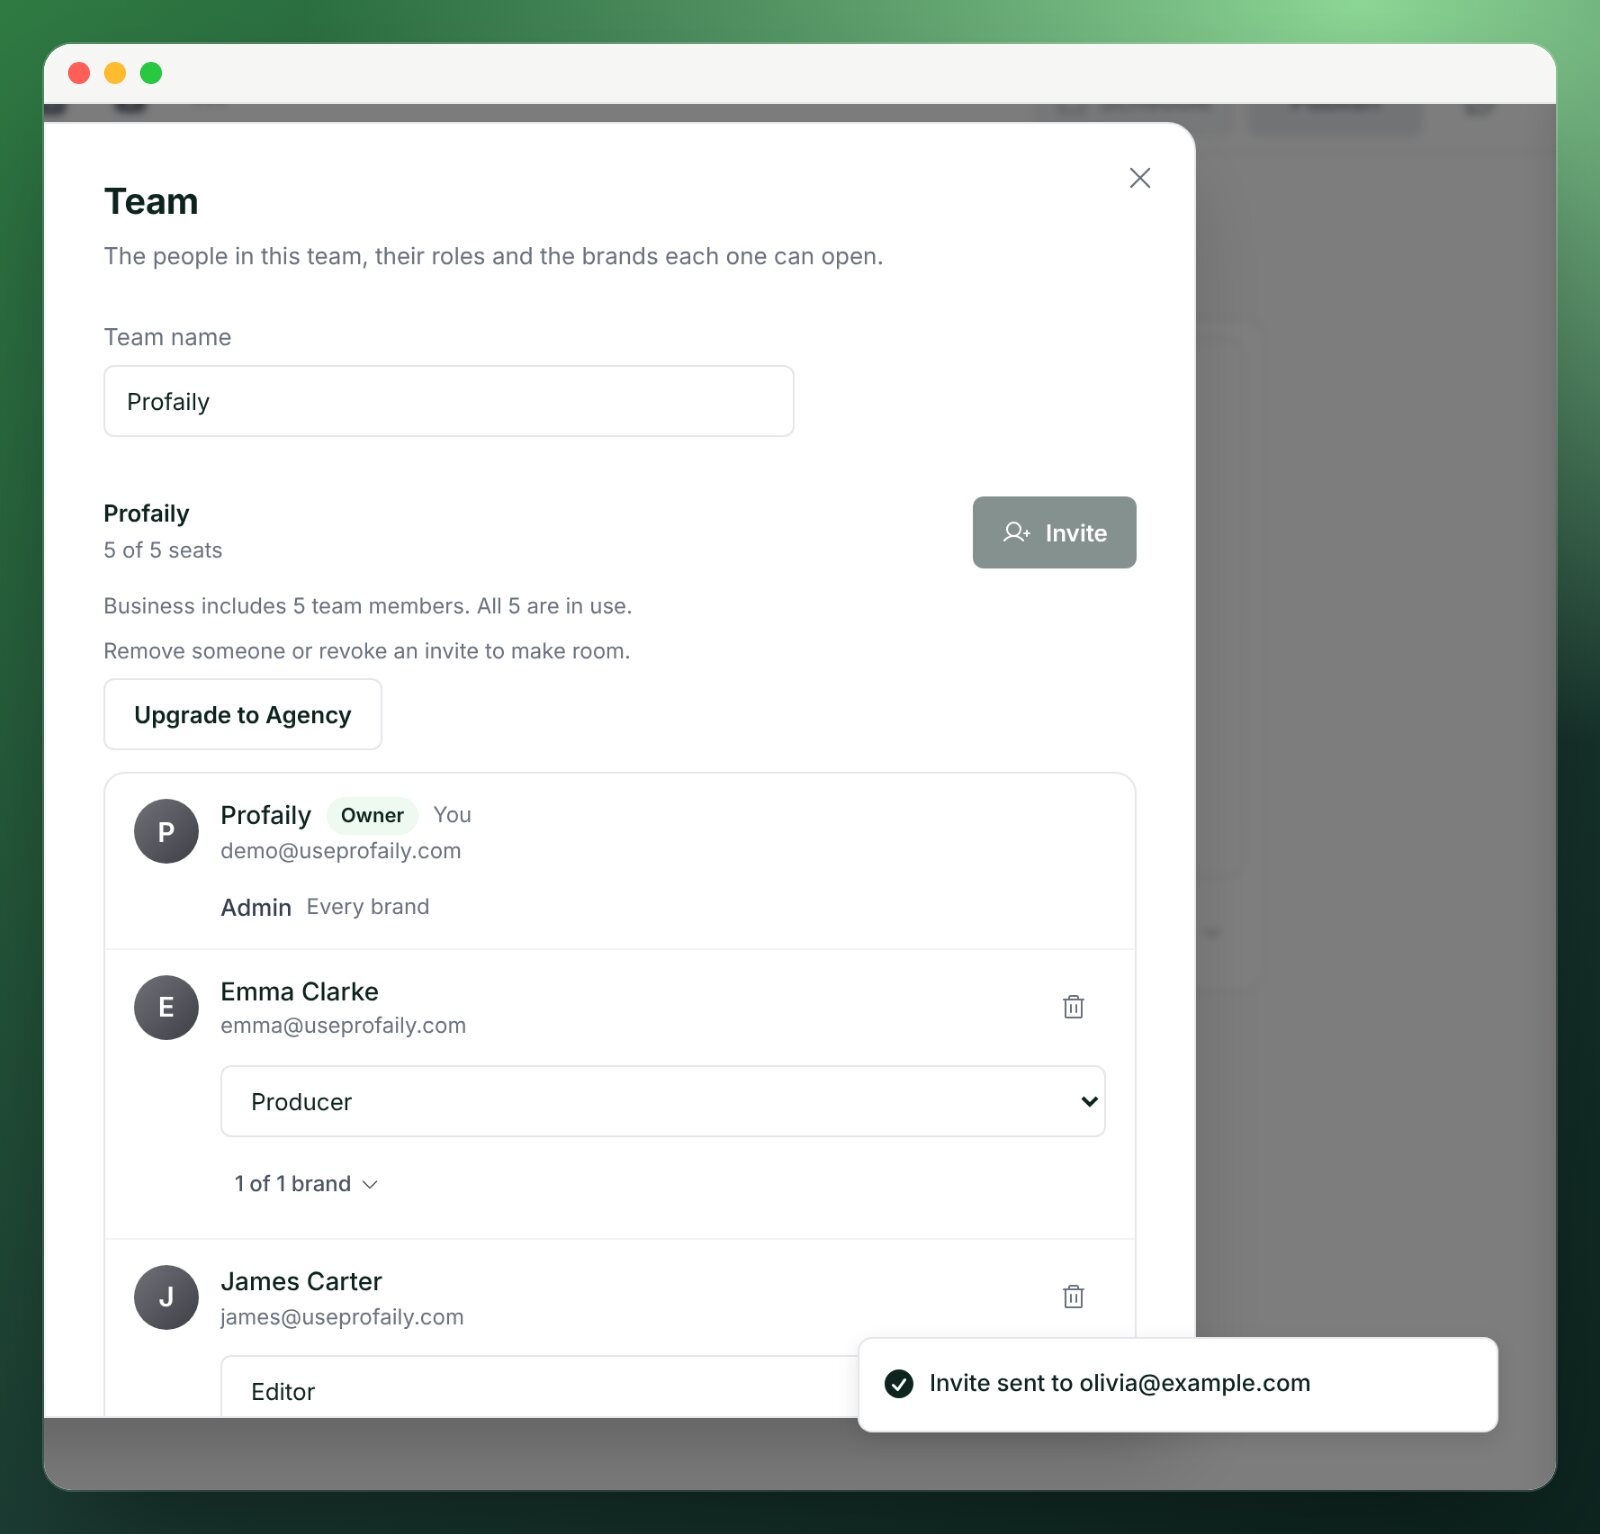 Team
The people in this team, their roles and the brands each one can open.
Team name
Profaily
Profaily
5 of 5 seats
Invite
Business includes 5 team members. All 5 are in use.
Remove someone or revoke an invite to make room.
Upgrade to Agency
P
Profaily Owner You
demo@useprofaily.com
Admin Every brand
E
Emma Clarke
emma@useprofaily.com
Producer
1 of 1 brand
J
James Carter
james@useprofaily.com
Editor
Invite sent to olivia@example.com